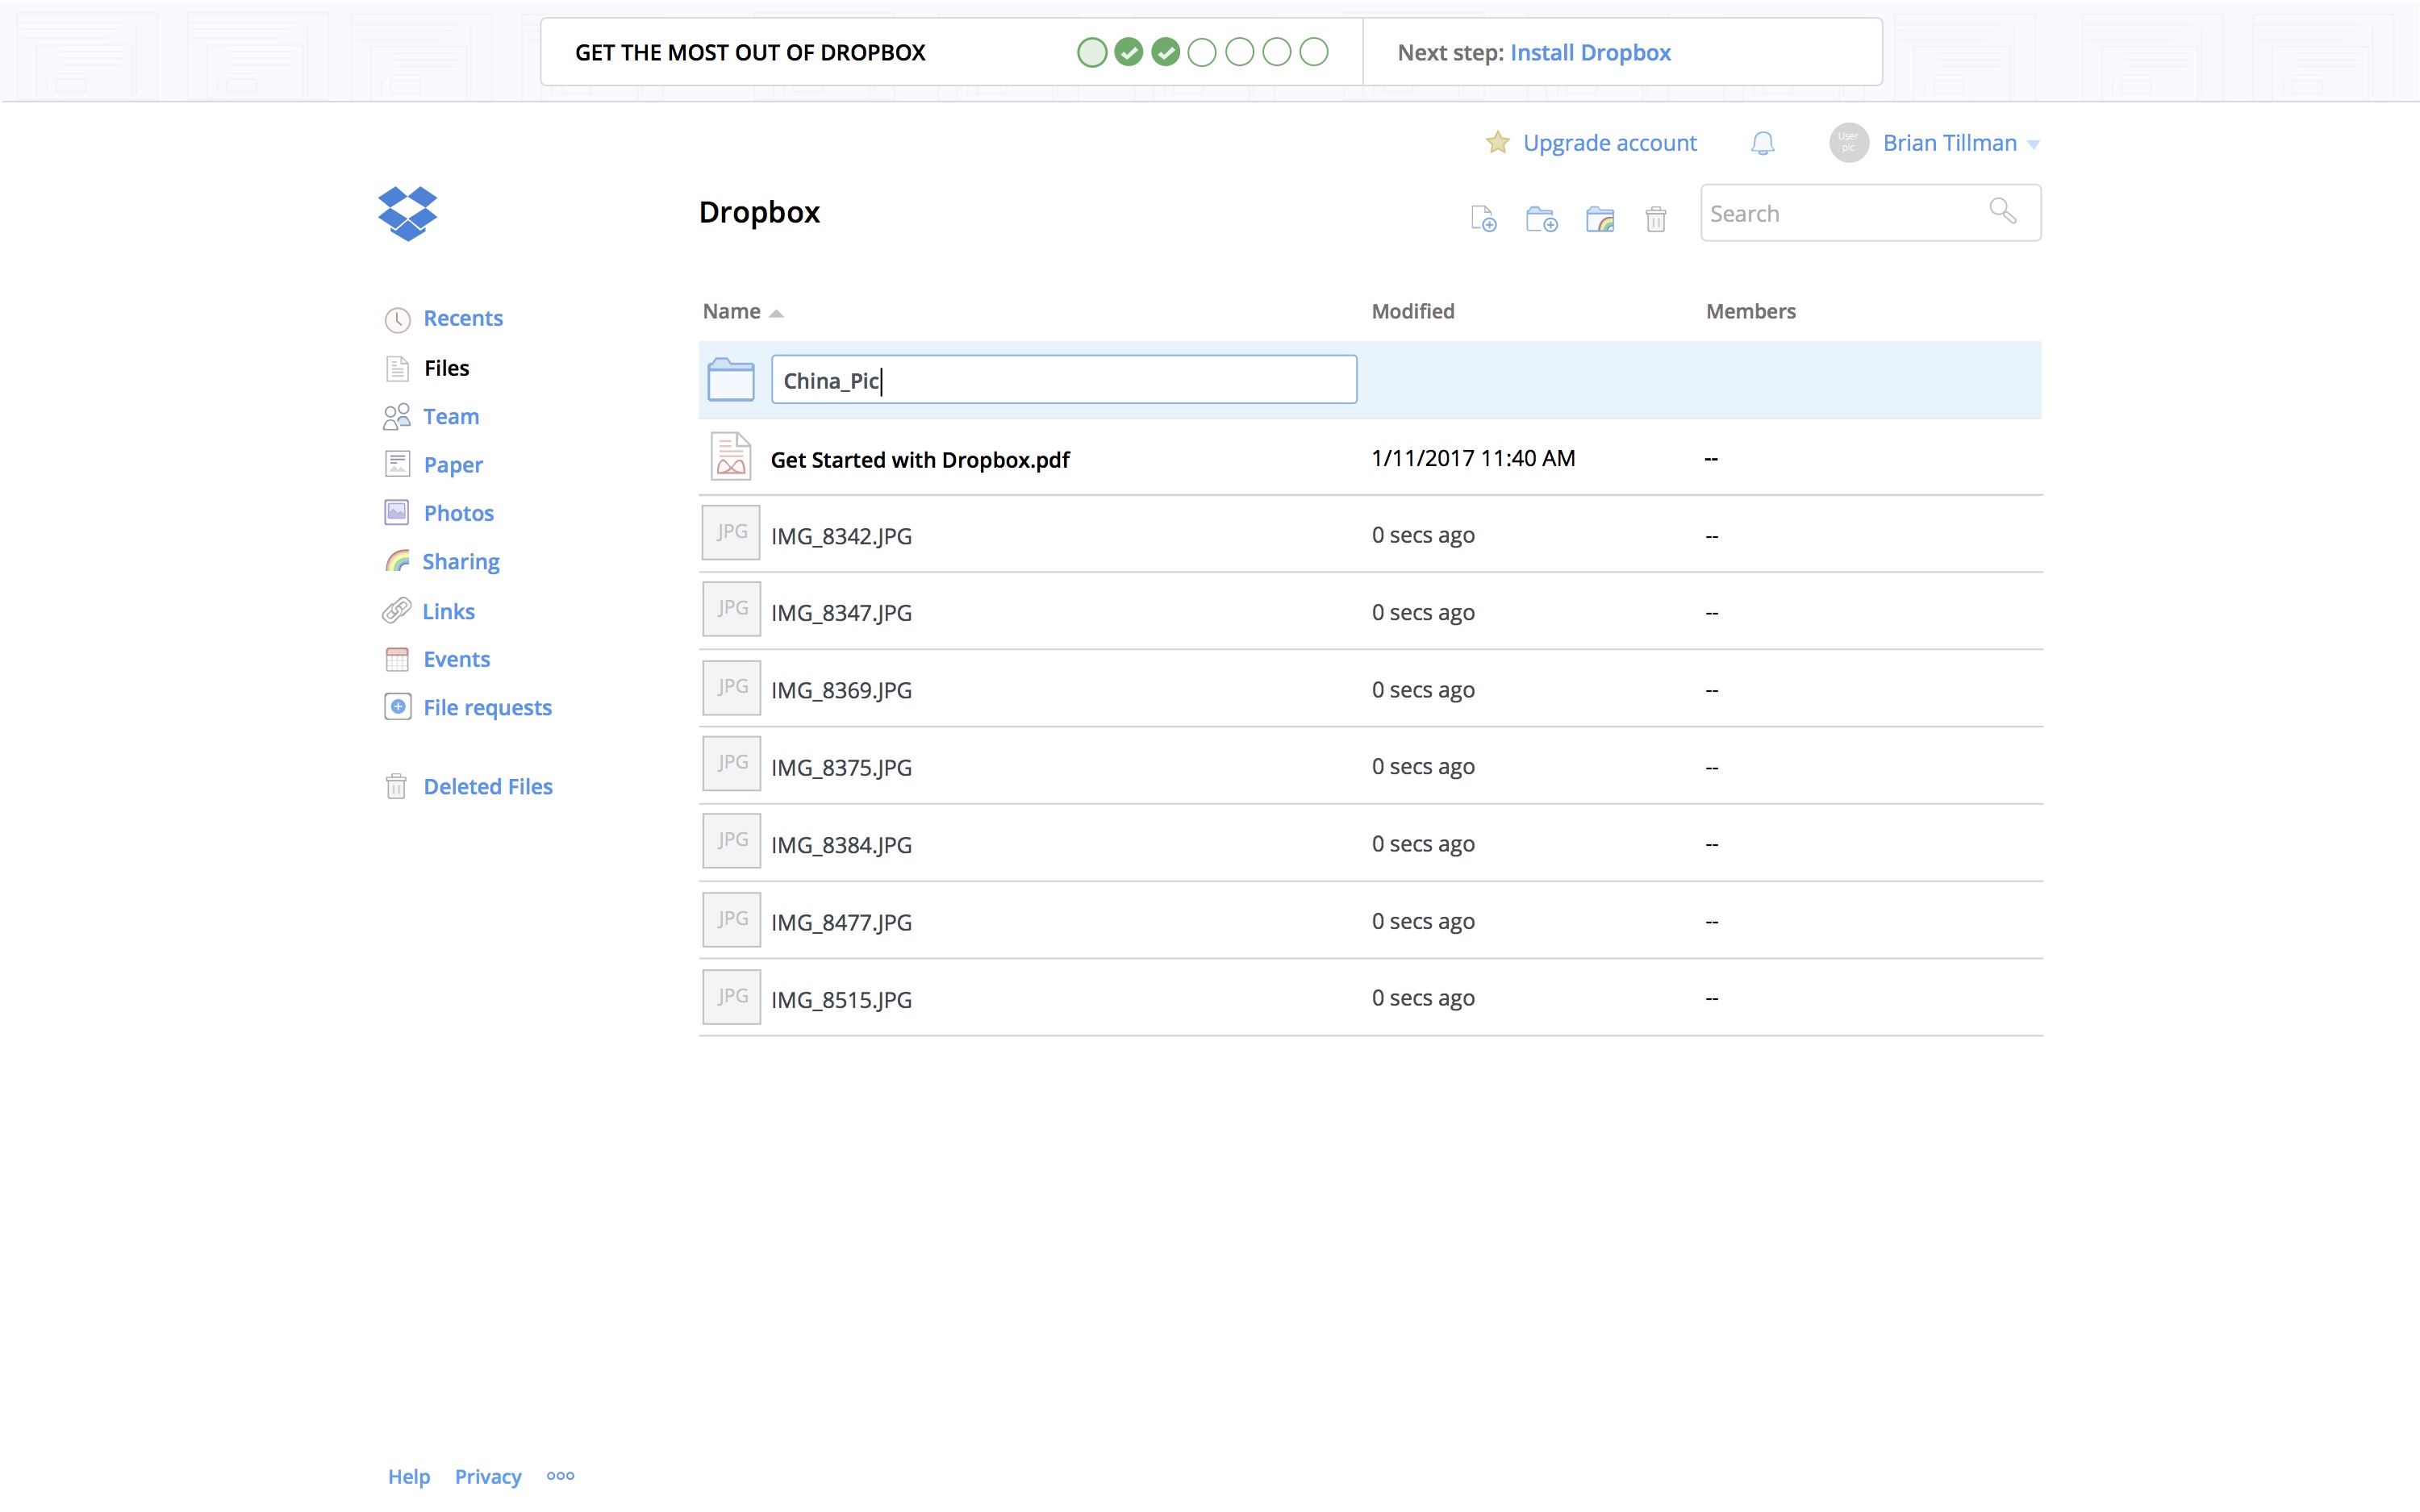 GET THE MOST OUT OF DROPBOX Next step: Install Dropbox
Upgrade account User pic Brian Tillman
Dropbox Search
Name Modified Members
Recents
Files
Team
Paper
Photos
Sharing
Links
Events
File requests
Deleted Files
China_Pic
Get Started with Dropbox.pdf 1/11/2017 11:40 AM --
JPG IMG_8342.JPG 0 secs ago --
JPG IMG_8347.JPG 0 secs ago --
JPG IMG_8369.JPG 0 secs ago --
JPG IMG_8375.JPG 0 secs ago --
JPG IMG_8384.JPG 0 secs ago --
JPG IMG_8477.JPG 0 secs ago --
JPG IMG_8515.JPG 0 secs ago --
Help Privacy